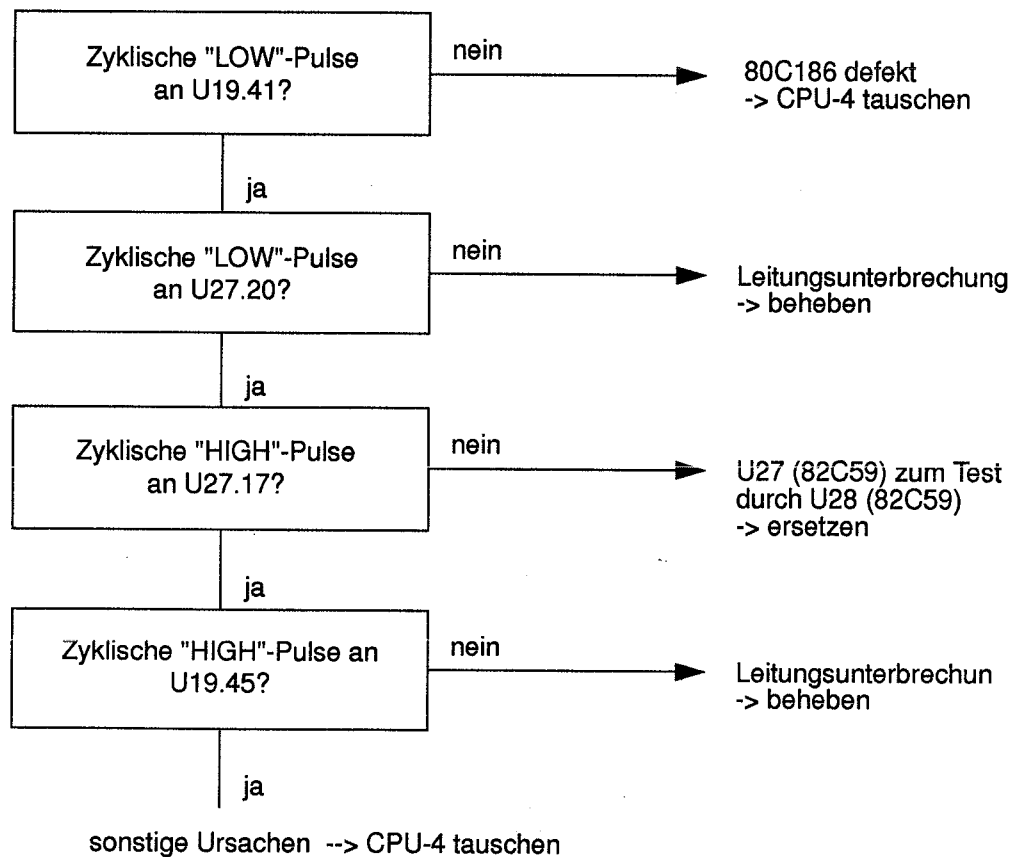 Zyklische "LOW"-Pulse
an U19.41?
nein
80C186 defekt
-> CPU-4 tauschen
ja
Zyklische "LOW"-Pulse
an U27.20?
nein
Leitungsunterbrechung
-> beheben
ja
Zyklische "HIGH"-Pulse
an U27.17?
nein
U27 (82C59) zum Test
durch U28 (82C59)
-> ersetzen
ja
Zyklische "HIGH"-Pulse an
U19.45?
nein
Leitungsunterbrechun
-> beheben
ja
sonstige Ursachen --> CPU-4 tauschen